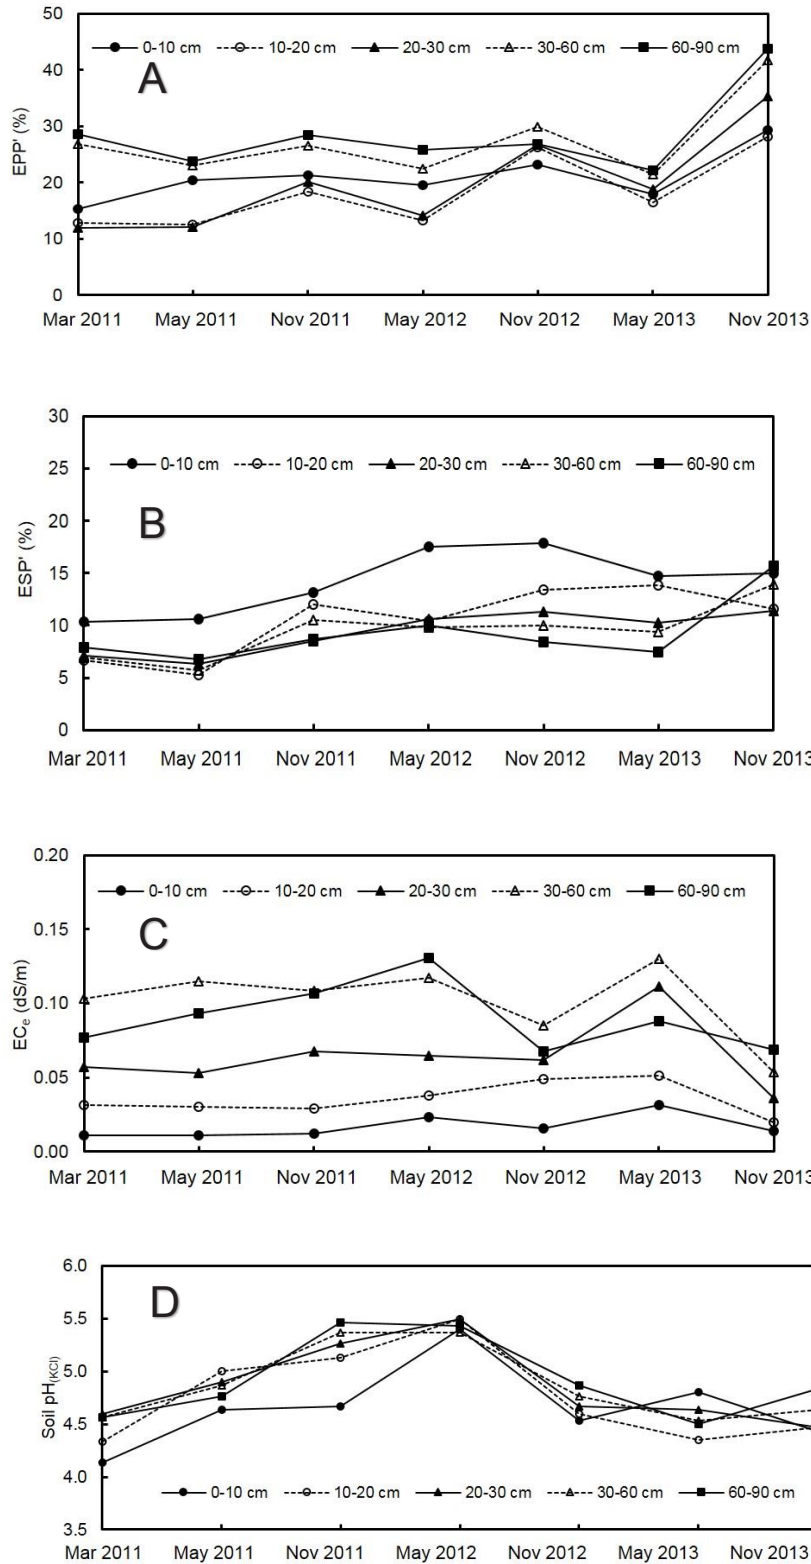 50
0-10 cm 10-20 cm 20-30 cm 30-60 cm 60-90 cm
40
A
30
EPP' (%)
20
10
0
Mar 2011 May 2011 Nov 2011 May 2012 Nov 2012 May 2013 Nov 2013
30
25
0-10 cm 10-20 cm 20-30 cm 30-60 cm 60-90 cm
20
B
15
ESP' (%)
10
5
0
Mar 2011 May 2011 Nov 2011 May 2012 Nov 2012 May 2013 Nov 2013
0.20
0-10 cm 10-20 cm 20-30 cm 30-60 cm 60-90 cm
0.15
C
0.10
ECe (dS/m)
0.05
0.00
Mar 2011 May 2011 Nov 2011 May 2012 Nov 2012 May 2013 Nov 2013
6.0
D
5.5
5.0
Soil pH(KCl)
4.5
4.0
0-10 cm 10-20 cm 20-30 cm 30-60 cm 60-90 cm
3.5
Mar 2011 May 2011 Nov 2011 May 2012 Nov 2012 May 2013 Nov 2013